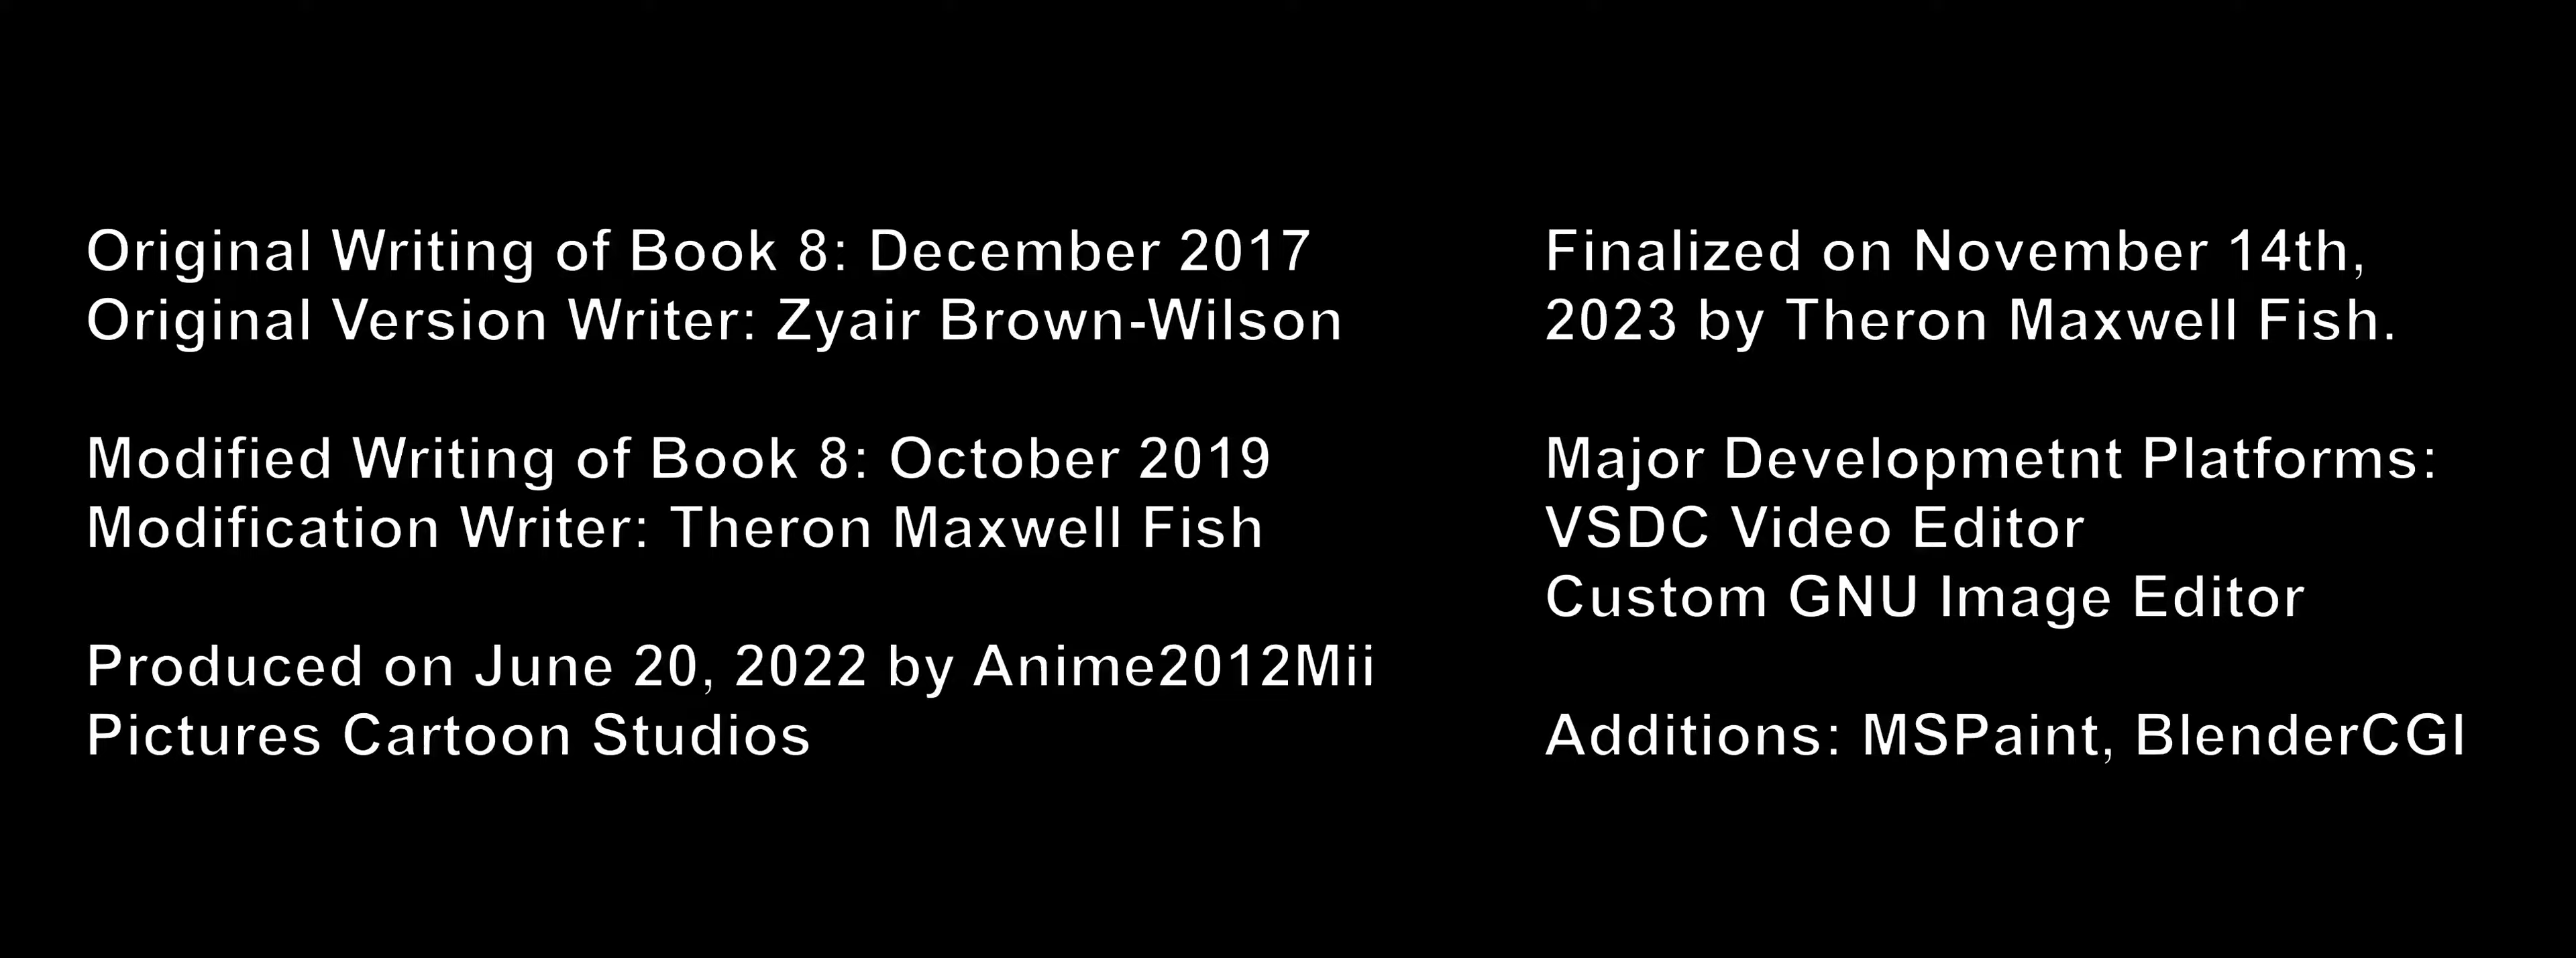 Original Writing of Book 8: December 2017
Original Version Writer: Zyair Brown-Wilson
Modified Writing of Book 8: October 2019
Modification Writer: Theron Maxwell Fish
Produced on June 20, 2022 by Anime2012Mii
Pictures Cartoon Studios
Finalized on November 14th,
2023 by Theron Maxwell Fish.
Major Developmetnt Platforms:
VSDC Video Editor
Custom GNU Image Editor
Additions: MSPaint, BlenderCGI